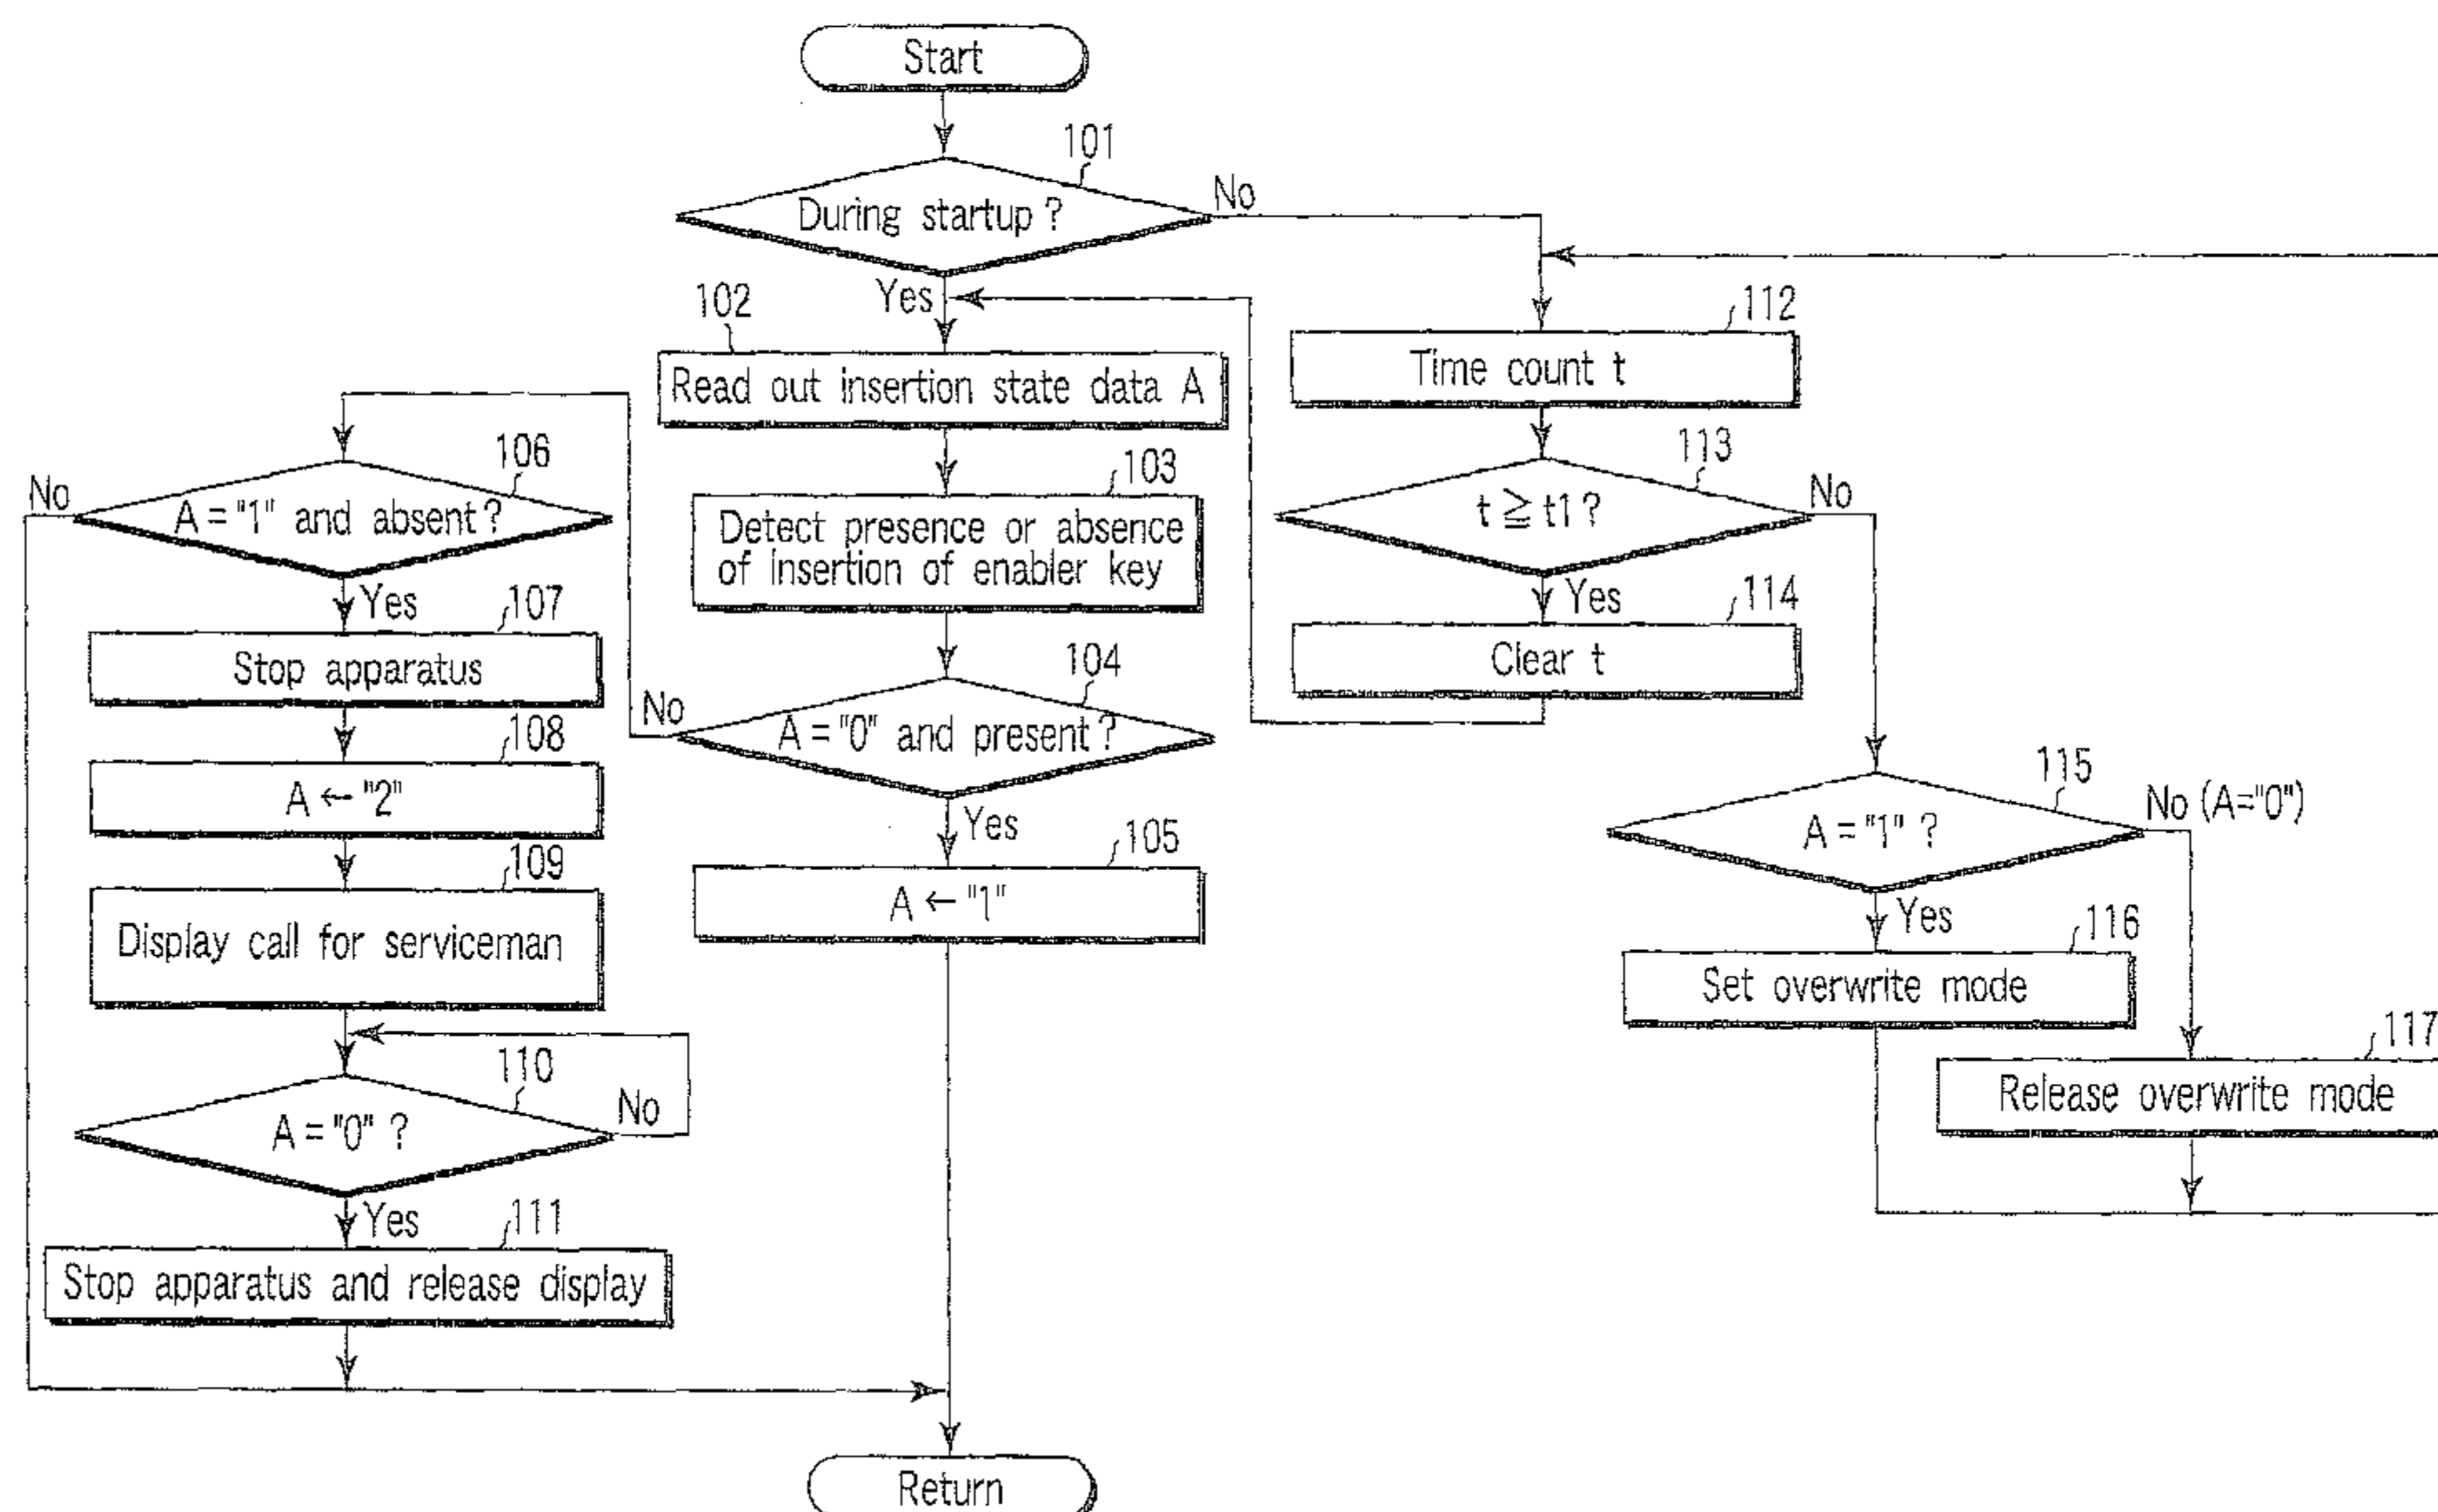 Start
101
During startup ?
No
Yes
102
Read out insertion state data A
103
Detect presence or absence
of insertion of enabler key
104
A = "0" and present ?
No
Yes
105
A ← "1"
106
A = "1" and absent ?
No
Yes
107
Stop apparatus
108
A ← "2"
109
Display call for serviceman
110
A = "0" ?
No
Yes
111
Stop apparatus and release display
112
Time count t
113
t ≧ t1 ?
No
Yes
114
Clear t
115
A = "1" ?
No (A="0")
Yes
116
Set overwrite mode
117
Release overwrite mode
Return